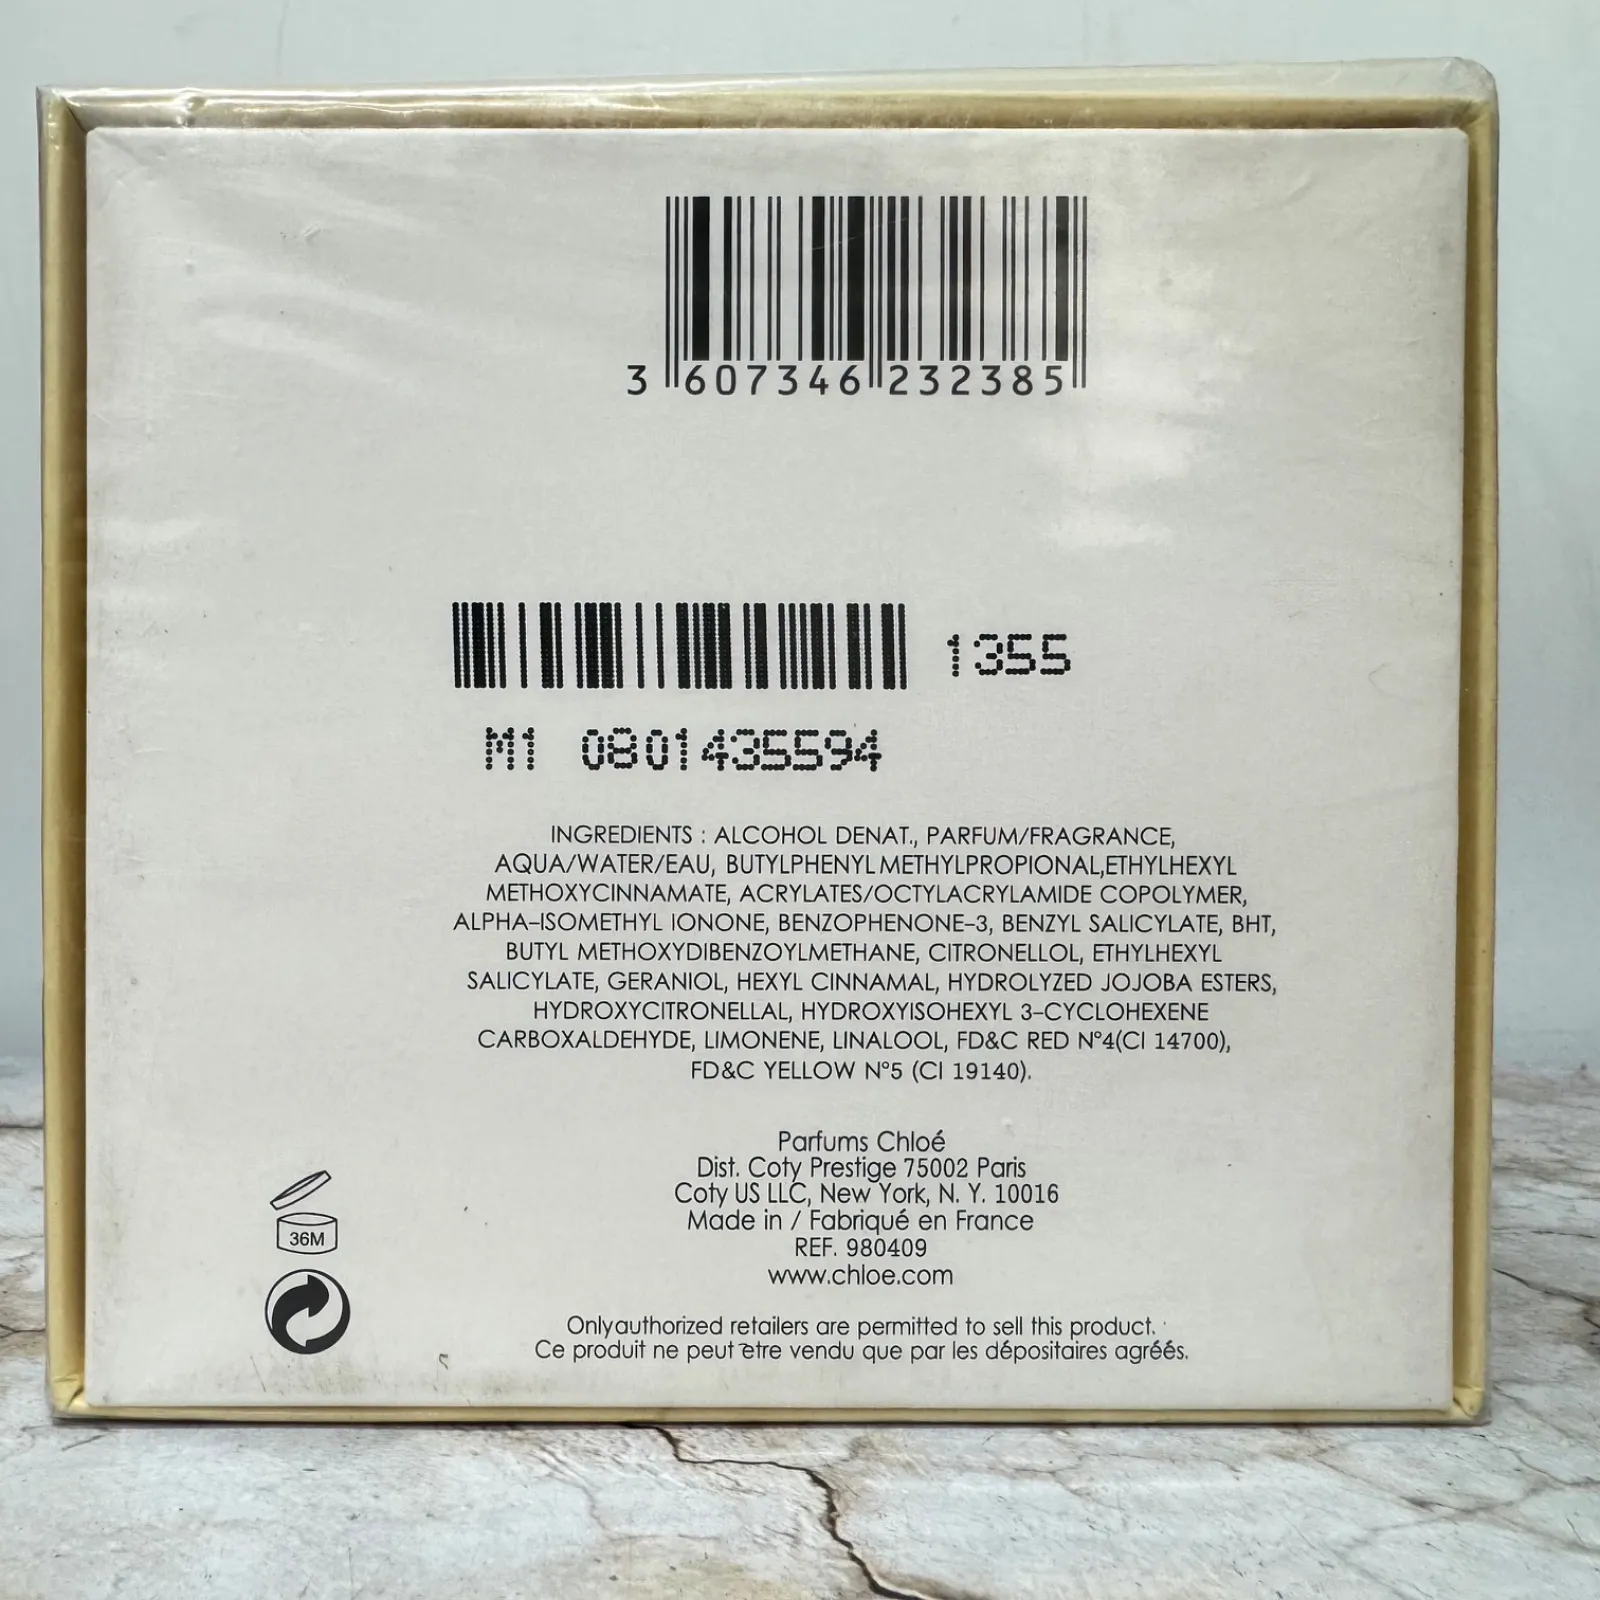 3 607346 232385
1355
M1 0801435594
INGREDIENTS : ALCOHOL DENAT., PARFUM/FRAGRANCE,
AQUA/WATER/EAU, BUTYLPHENYL METHYLPROPIONAL,ETHYLHEXYL
METHOXYCINNAMATE, ACRYLATES/OCTYLACRYLAMIDE COPOLYMER,
ALPHA-ISOMETHYL IONONE, BENZOPHENONE-3, BENZYL SALICYLATE, BHT,
BUTYL METHOXYDIBENZOYLMETHANE, CITRONELLOL, ETHYLHEXYL
SALICYLATE, GERANIOL, HEXYL CINNAMAL, HYDROLYZED JOJOBA ESTERS,
HYDROXYCITRONELLAL, HYDROXYISOHEXYL 3-CYCLOHEXENE
CARBOXALDEHYDE, LIMONENE, LINALOOL, FD&C RED N°4(CI 14700),
FD&C YELLOW N°5 (CI 19140).
Parfums Chloé
Dist. Coty Prestige 75002 Paris
Coty US LLC, New York, N. Y. 10016
Made in / Fabriqué en France
REF. 980409
www.chloe.com
36M
Only authorized retailers are permitted to sell this product.
Ce produit ne peut être vendu que par les dépositaires agréés.